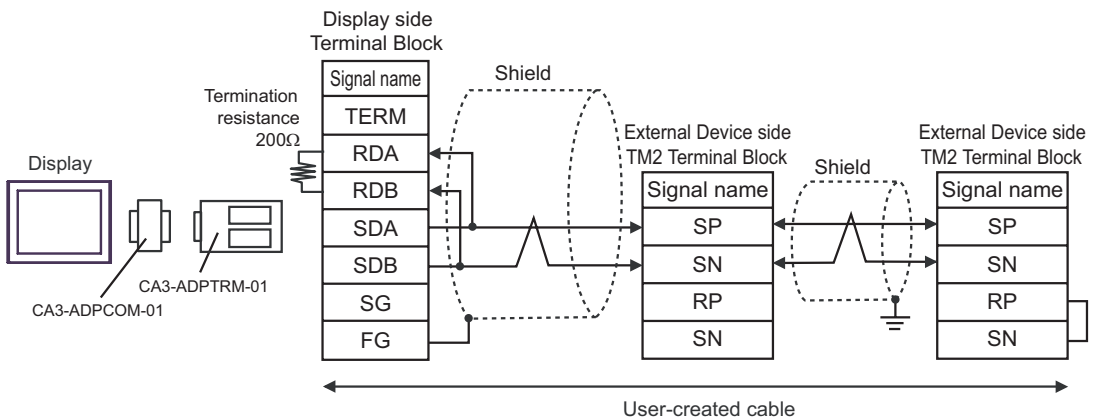 Display side
Terminal Block
Signal name
TERM
RDA
RDB
SDA
SDB
SG
FG
Termination
resistance
200Ω
Display
CA3-ADPCOM-01
CA3-ADPTRM-01
Shield
External Device side
TM2 Terminal Block
Signal name
SP
SN
RP
SN
Shield
External Device side
TM2 Terminal Block
Signal name
SP
SN
RP
SN
User-created cable